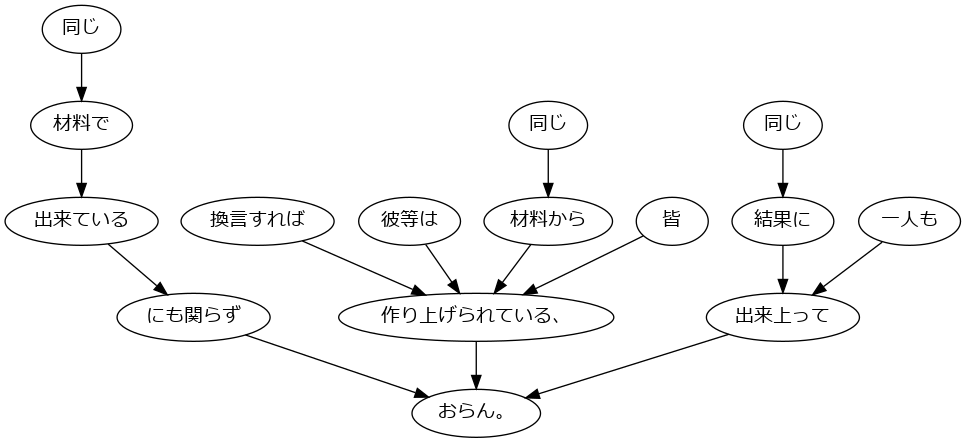 同じ
材料で
同じ
同じ
出来ている
換言すれば
彼等は
材料から
皆
結果に
一人も
にも関らず
作り上げられている、
出来上って
おらん。